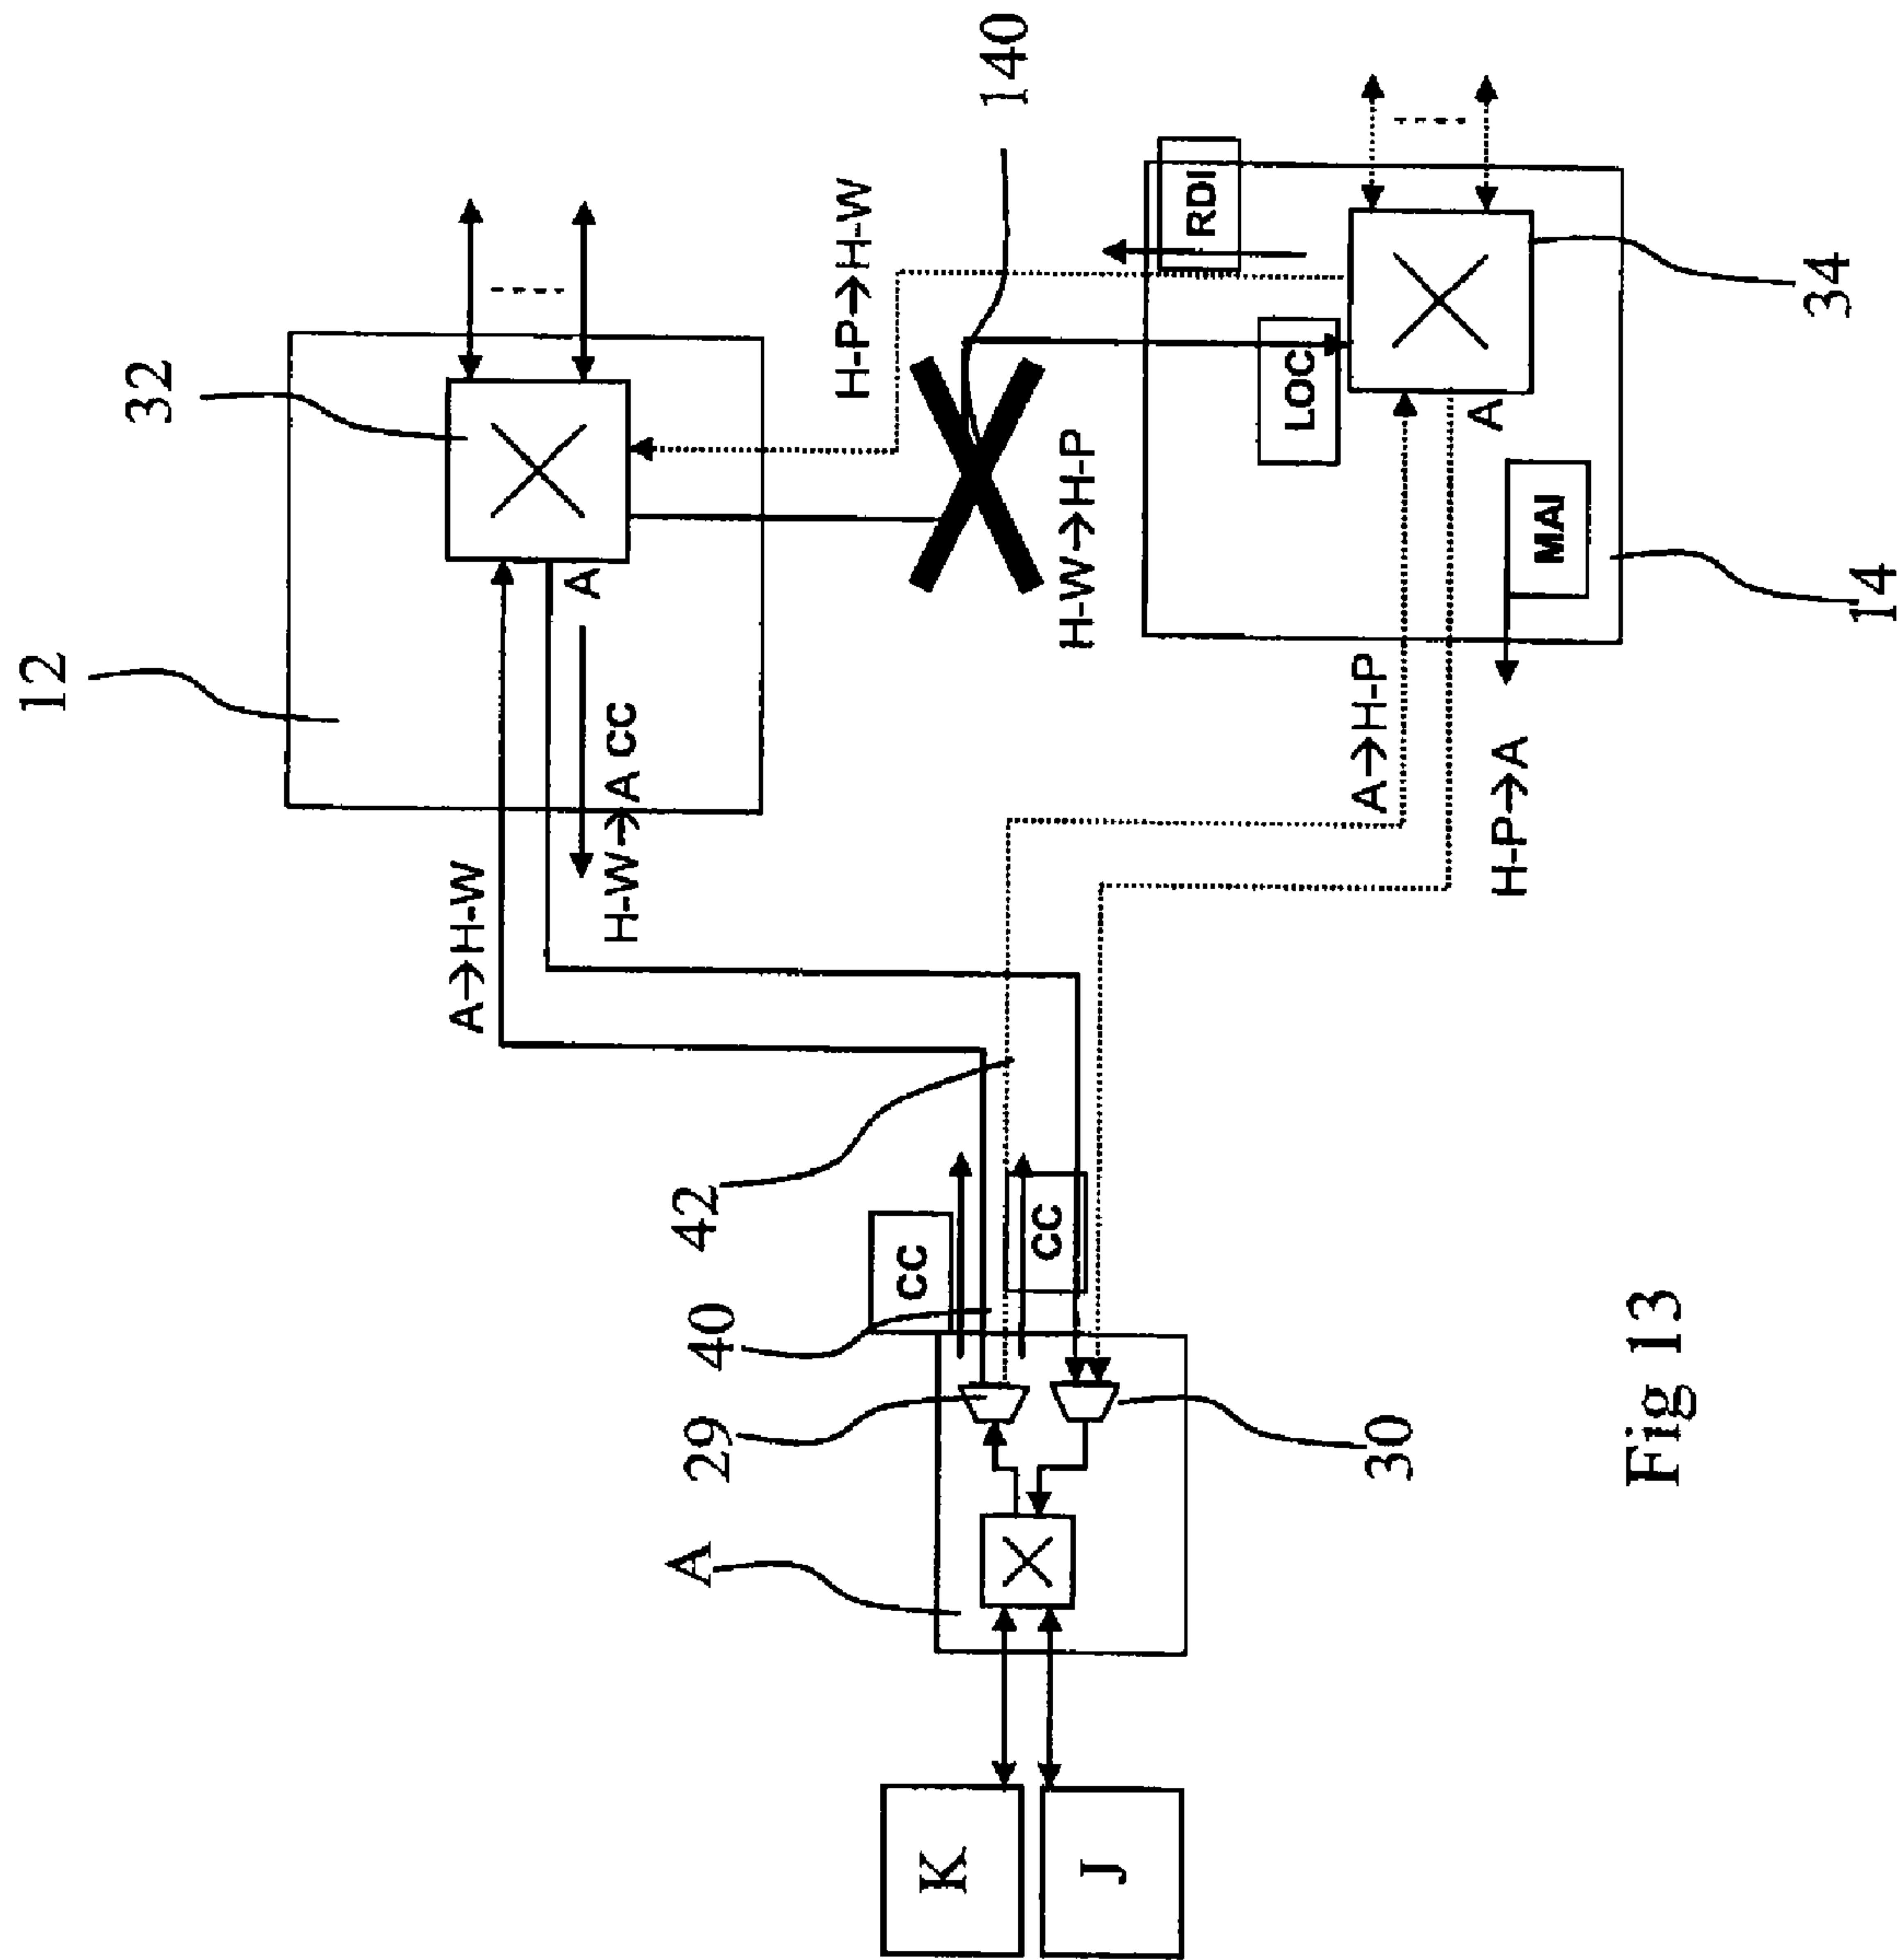 12
32
140
A→H-W
H-W→A CC
A
H-P→H-W
H-W→H-P
RDI
LOC
A
MAI
34
14
A→H-P
H-P→A
42
40
CC
CC
29
30
A
K
J
Fig 13